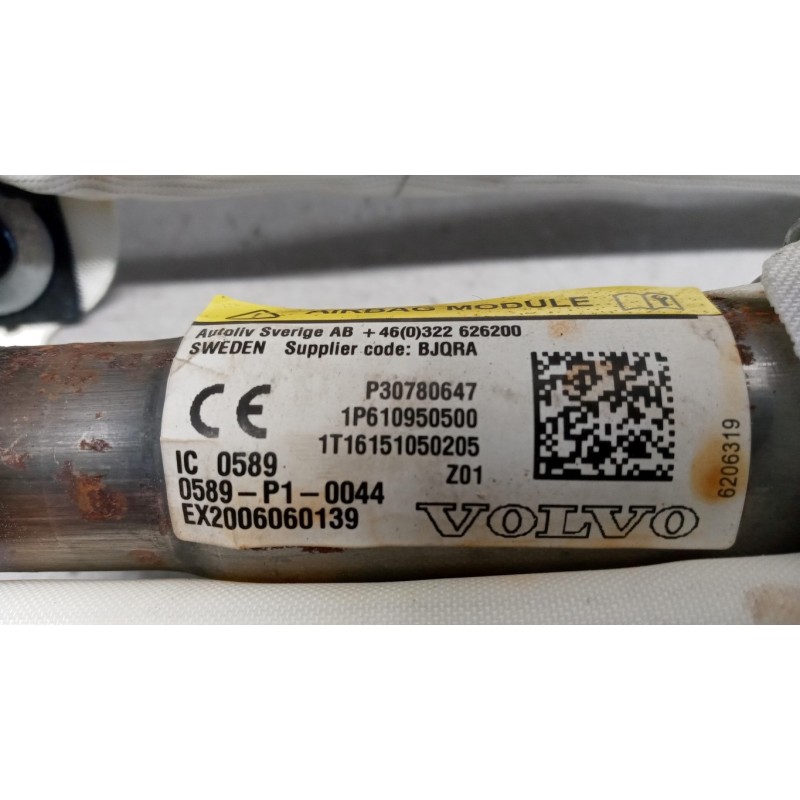 AIRBAG MODULE
Autoliv Sverige AB +46(0)322 626200
SWEDEN Supplier code: BJQRA
CE
P30780647
1P610950500
1T16151050205
Z01
IC 0589
0589-P1-0044
EX2006060139
VOLVO
6206319